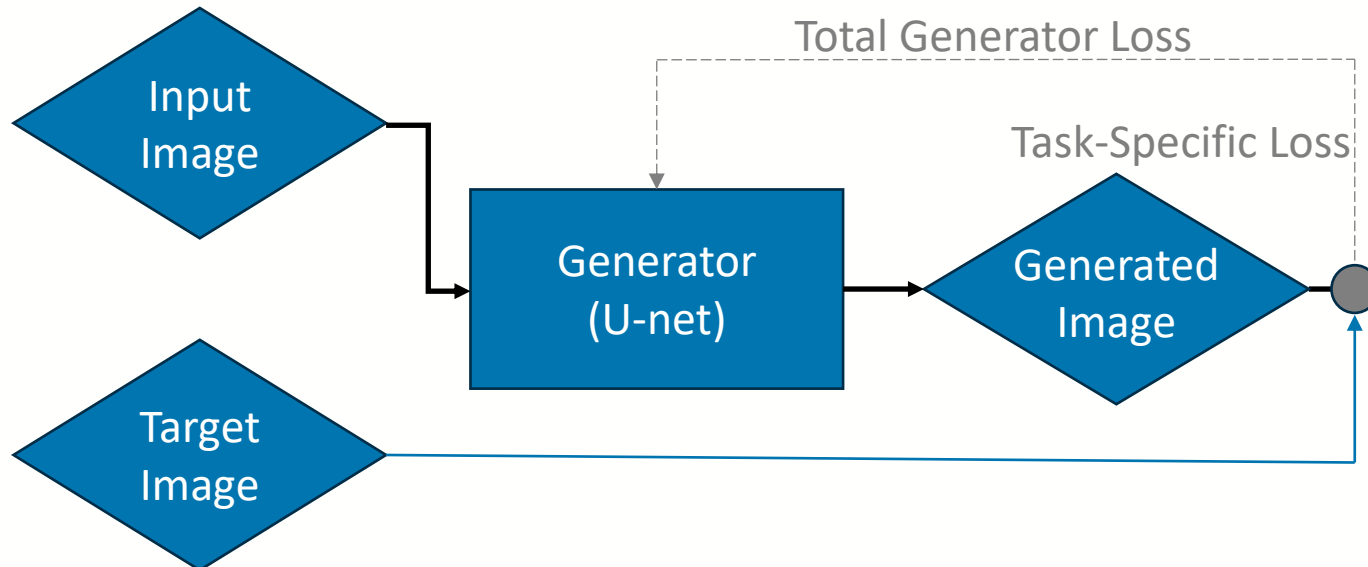 Total Generator Loss
Input
Image
Task-Specific Loss
Generator
(U-net)
Generated
Image
Target
Image